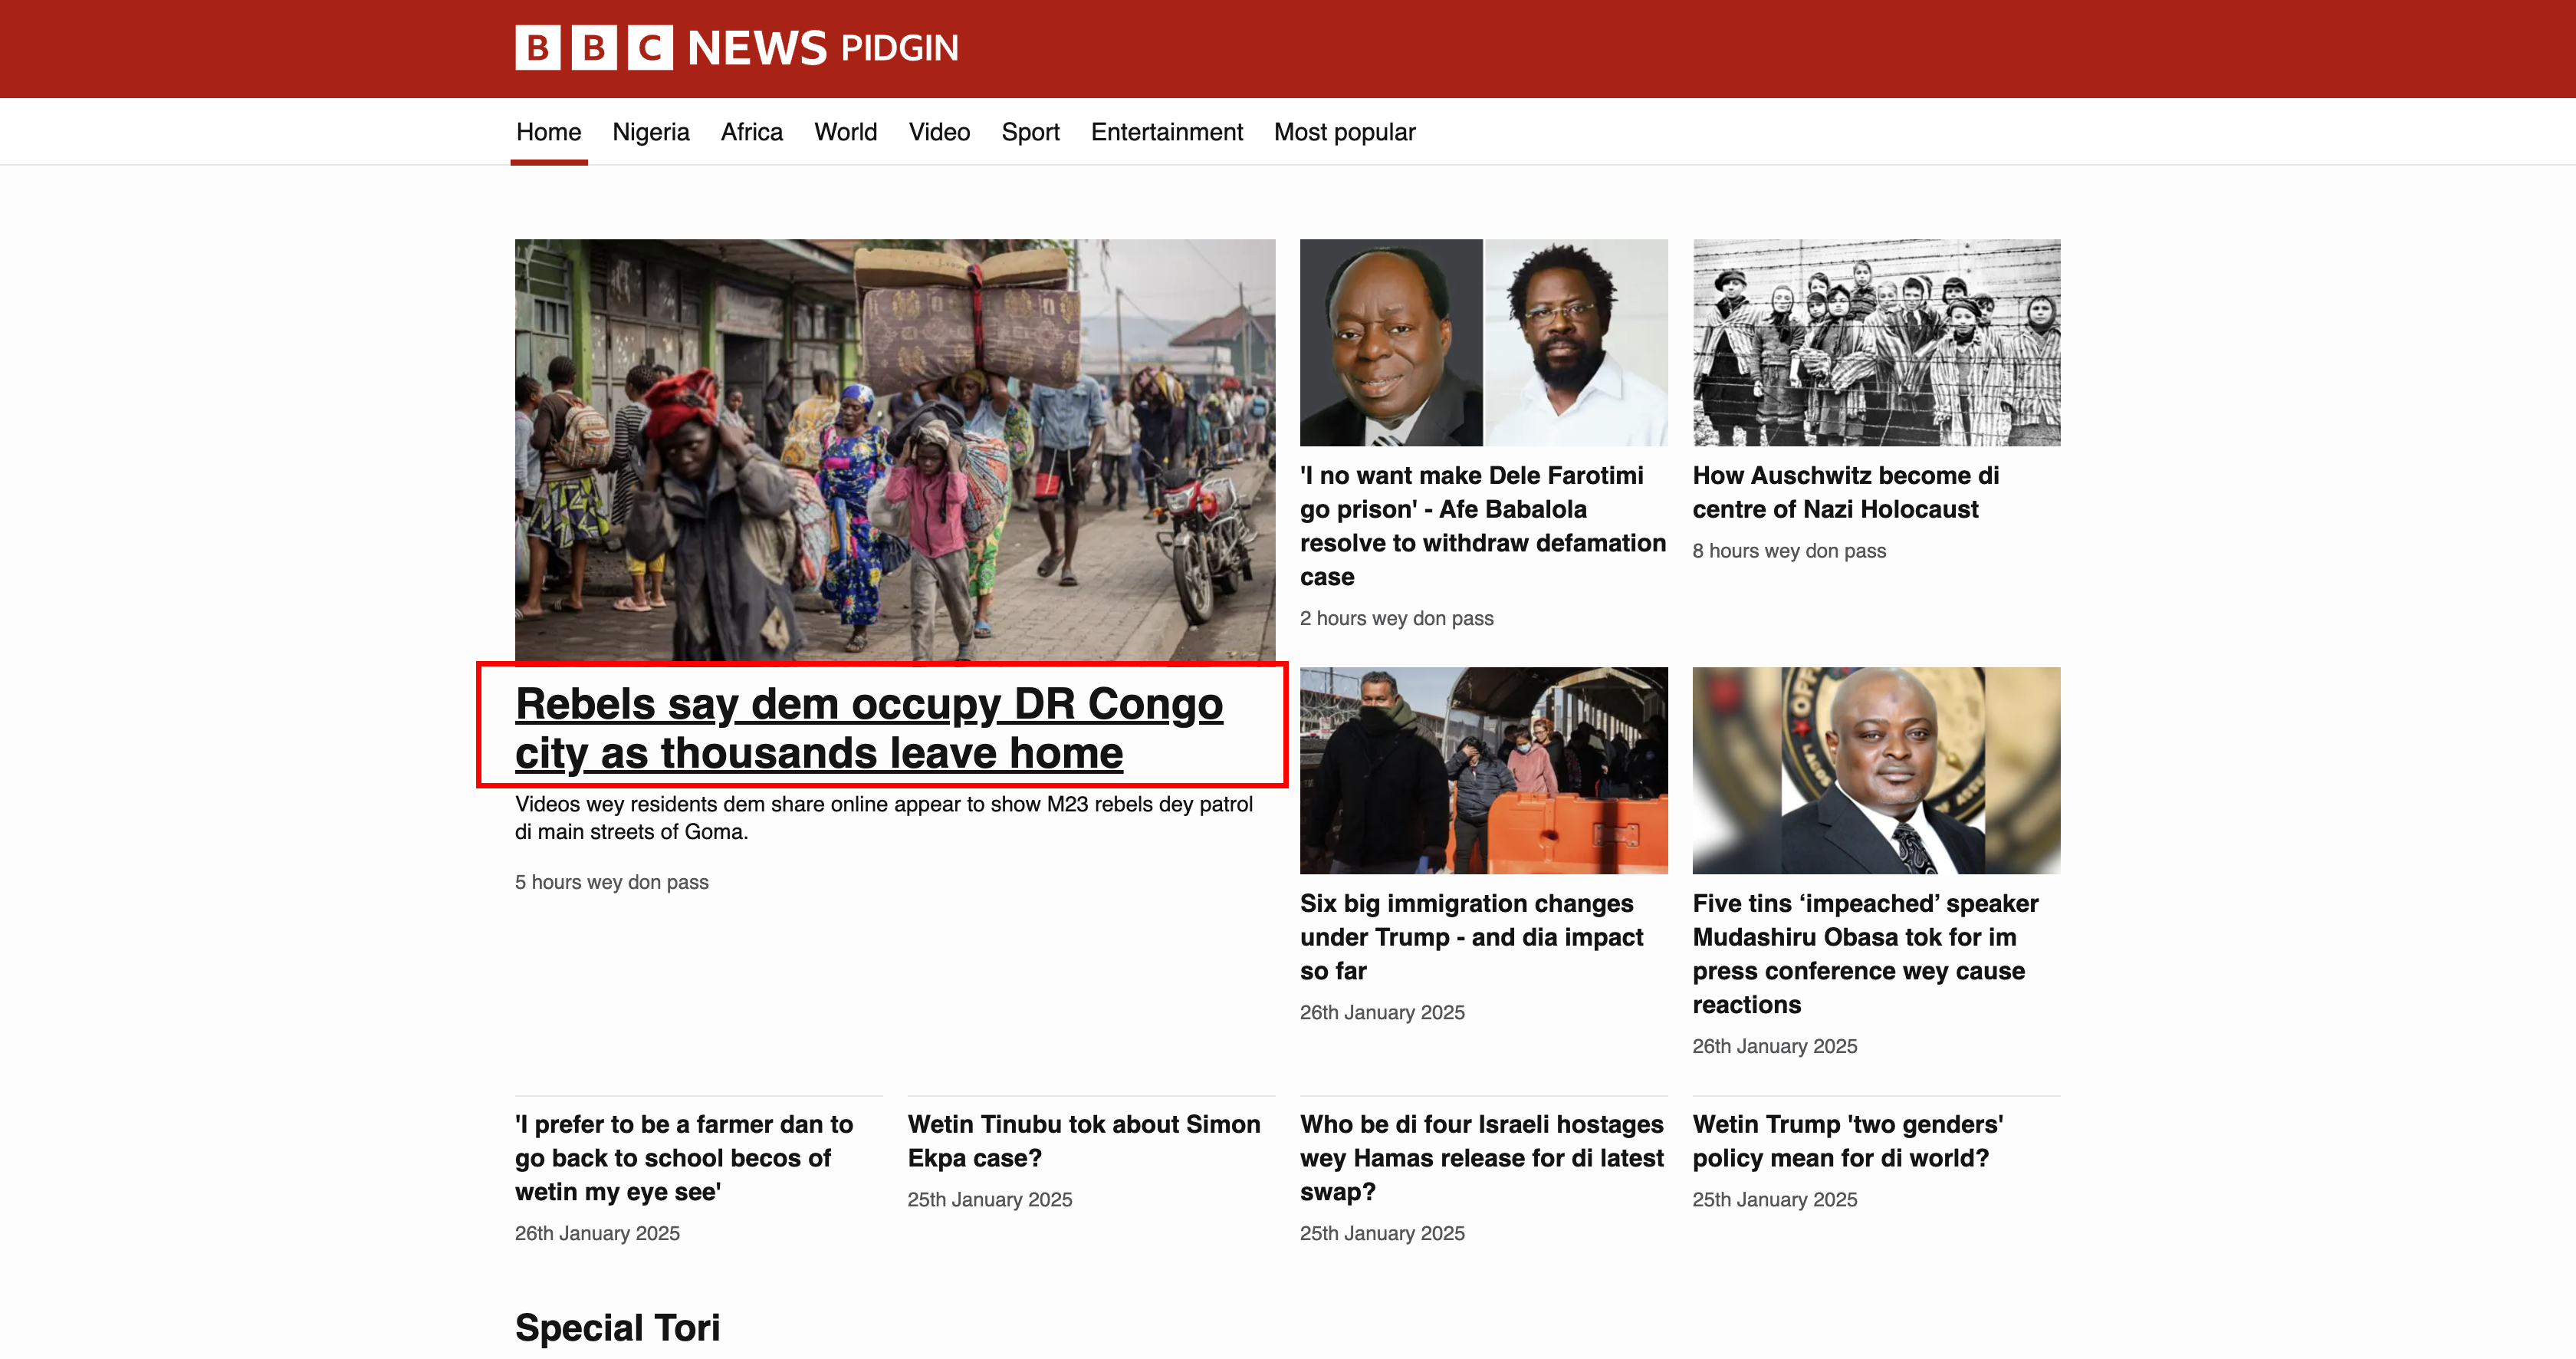 BBC NEWS PIDGIN
Home Nigeria Africa World Video Sport Entertainment Most popular
Rebels say dem occupy DR Congo
city as thousands leave home
Videos wey residents dem share online appear to show M23 rebels dey patrol
di main streets of Goma.
5 hours wey don pass
'I no want make Dele Farotimi
go prison' - Afe Babalola
resolve to withdraw defamation
case
2 hours wey don pass
How Auschwitz become di
centre of Nazi Holocaust
8 hours wey don pass
Six big immigration changes
under Trump - and dia impact
so far
26th January 2025
Five tins ‘impeached’ speaker
Mudashiru Obasa tok for im
press conference wey cause
reactions
26th January 2025
'I prefer to be a farmer dan to
go back to school becos of
wetin my eye see'
26th January 2025
Wetin Tinubu tok about Simon
Ekpa case?
25th January 2025
Who be di four Israeli hostages
wey Hamas release for di latest
swap?
25th January 2025
Wetin Trump 'two genders'
policy mean for di world?
25th January 2025
Special Tori